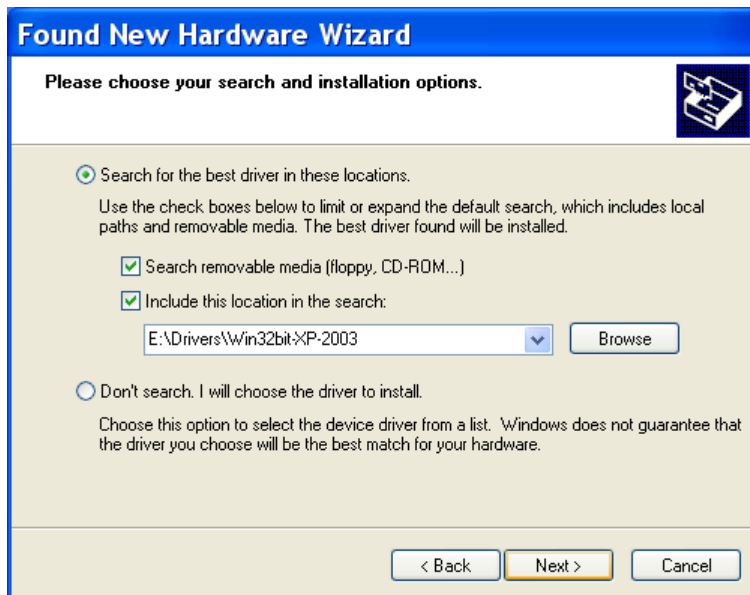 Found New Hardware Wizard
Please choose your search and installation options.
Search for the best driver in these locations.
Use the check boxes below to limit or expand the default search, which includes local
paths and removable media. The best driver found will be installed.
Search removable media (floppy, CD-ROM...)
Include this location in the search:
E:\Drivers\Win32bit-XP-2003
Browse
Don't search. I will choose the driver to install.
Choose this option to select the device driver from a list. Windows does not guarantee that
the driver you choose will be the best match for your hardware.
< Back
Next >
Cancel